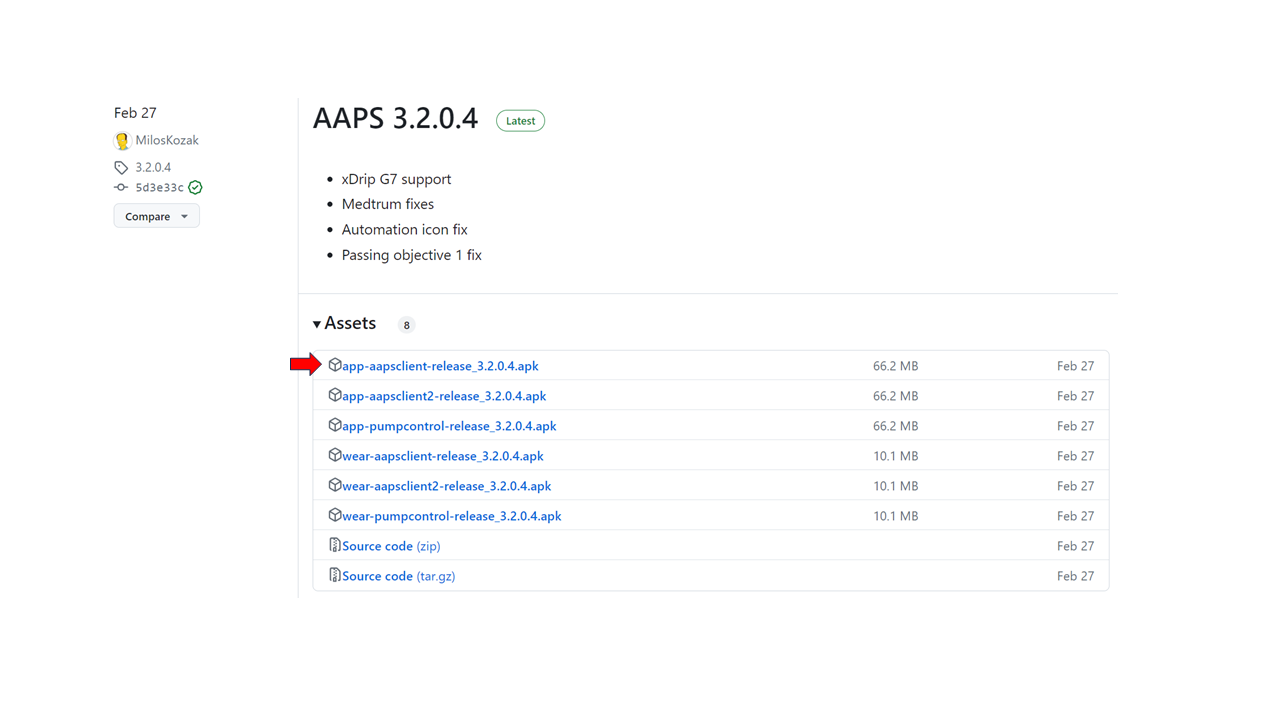 Feb 27
MilosKozak
3.2.0.4
5d3e33c
Compare
AAPS 3.2.0.4 Latest
xDrip G7 support
Medtrum fixes
Automation icon fix
Passing objective 1 fix
Assets 8
app-aapsclient-release_3.2.0.4.apk 66.2 MB Feb 27
app-aapsclient2-release_3.2.0.4.apk 66.2 MB Feb 27
app-pumpcontrol-release_3.2.0.4.apk 66.2 MB Feb 27
wear-aapsclient-release_3.2.0.4.apk 10.1 MB Feb 27
wear-aapsclient2-release_3.2.0.4.apk 10.1 MB Feb 27
wear-pumpcontrol-release_3.2.0.4.apk 10.1 MB Feb 27
Source code (zip) Feb 27
Source code (tar.gz) Feb 27